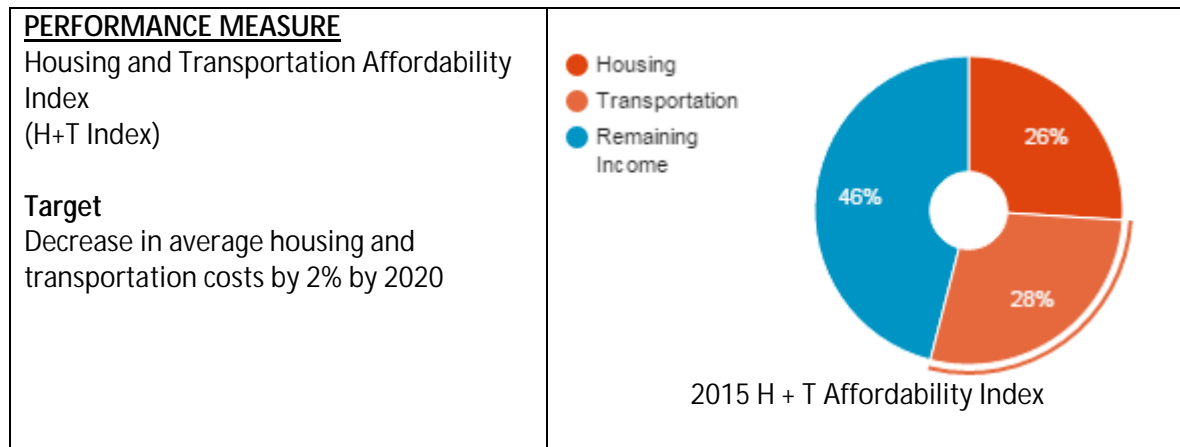 PERFORMANCE MEASURE
Housing and Transportation Affordability
Index
(H+T Index)
Target
Decrease in average housing and
transportation costs by 2% by 2020
Housing
Transportation
Remaining
Income
26%
46%
28%
2015 H + T Affordability Index